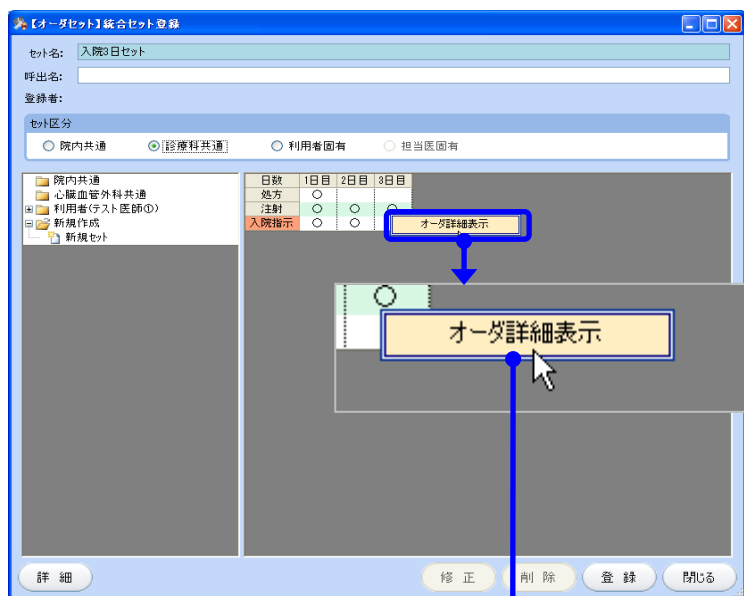 【オーダセット】統合セット登録
セット名: 入院3日セット
呼出名:
登録者:
セット区分
院内共通 診療科共通 利用者固有 担当医固有
院内共通
心臓血管外科共通
利用者(テスト医師①)
新規作成
新規セット
日数 1日目 2日目 3日目
処方 ○
注射 ○ ○ ○
入院指示 ○ ○
オーダ詳細表示
○
オーダ詳細表示
詳 細 修 正 削 除 登 録 閉じる